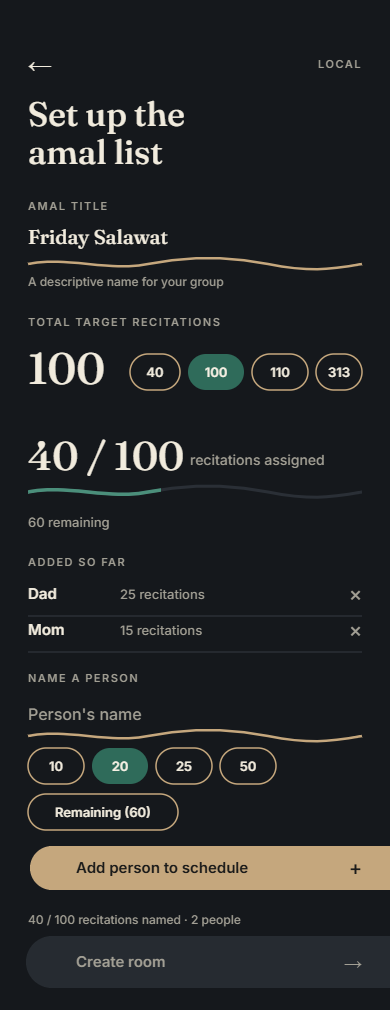 ←
LOCAL
Set up the
amal list
AMAL TITLE
Friday Salawat
A descriptive name for your group
TOTAL TARGET RECITATIONS
100 40 100 110 313
40 / 100 recitations assigned
60 remaining
ADDED SO FAR
Dad 25 recitations ×
Mom 15 recitations ×
NAME A PERSON
Person's name
10 20 25 50
Remaining (60)
Add person to schedule +
40 / 100 recitations named · 2 people
Create room →